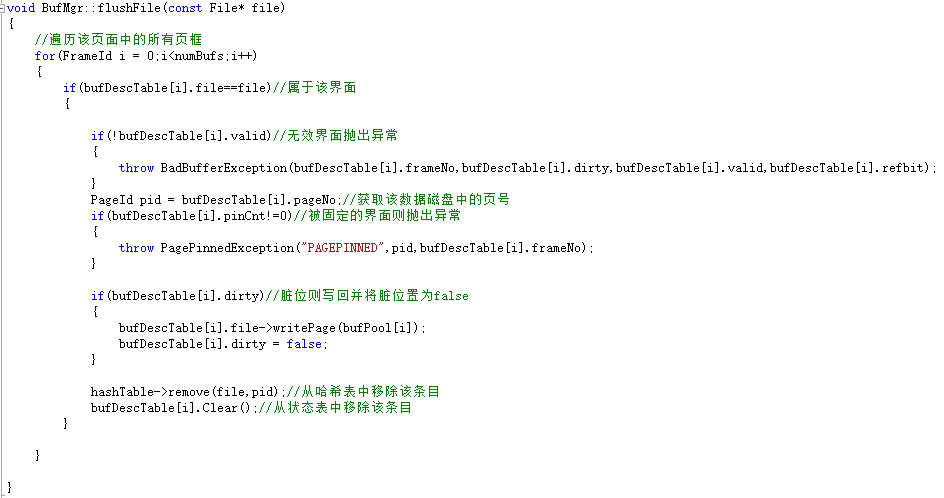 void BufMgr::flushFile(const File* file)
{
//遍历该页面中的所有页框
for(FrameId i = 0;i<numBufs;i++)
{
if(bufDescTable[i].file==file)//属于该界面
{
if(!bufDescTable[i].valid)//无效界面抛出异常
{
throw BadBufferException(bufDescTable[i].frameNo,bufDescTable[i].dirty,bufDescTable[i].valid,bufDescTable[i].refbit);
}
PageId pid = bufDescTable[i].pageNo;//获取该数据磁盘中的页号
if(bufDescTable[i].pinCnt!=0)//被固定的界面则抛出异常
{
throw PagePinnedException("PAGEPINNED",pid,bufDescTable[i].frameNo);
}
if(bufDescTable[i].dirty)//脏位则写回并将脏位置为false
{
bufDescTable[i].file->writePage(bufPool[i]);
bufDescTable[i].dirty = false;
}
hashTable->remove(file,pid);//从哈希表中移除该条目
bufDescTable[i].Clear();//从状态表中移除该条目
}
}
}